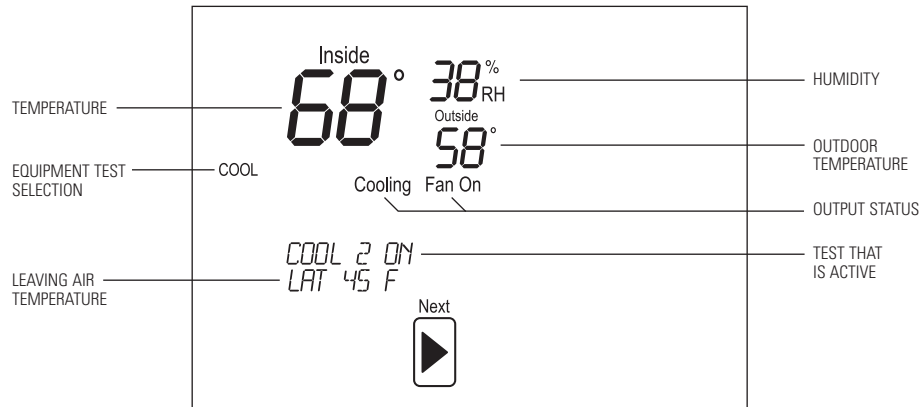 Inside
68°
38%
RH
Outside
58°
COOL
Cooling Fan On
COOL 2 ON
LAT 45 F
Next
TEMPERATURE
EQUIPMENT TEST
SELECTION
LEAVING AIR
TEMPERATURE
HUMIDITY
OUTDOOR
TEMPERATURE
OUTPUT STATUS
TEST THAT
IS ACTIVE